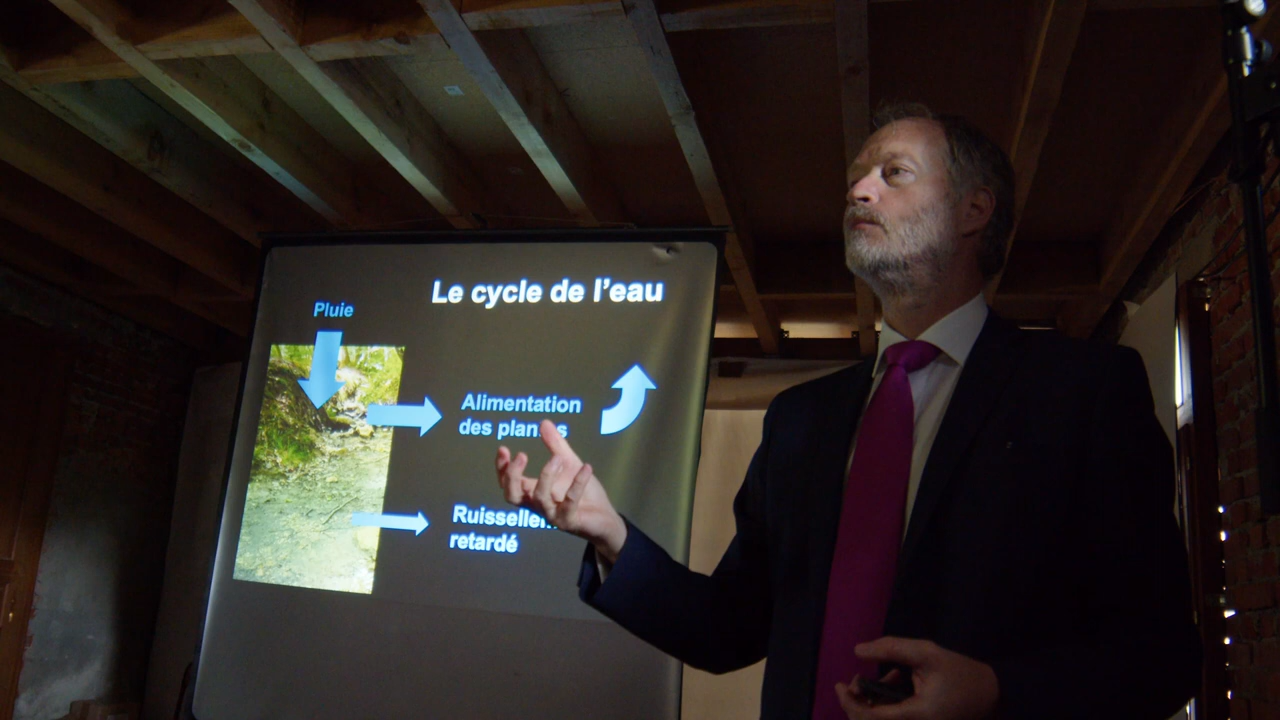 Le cycle de l'eau
Pluie
Alimentation
des
retardé